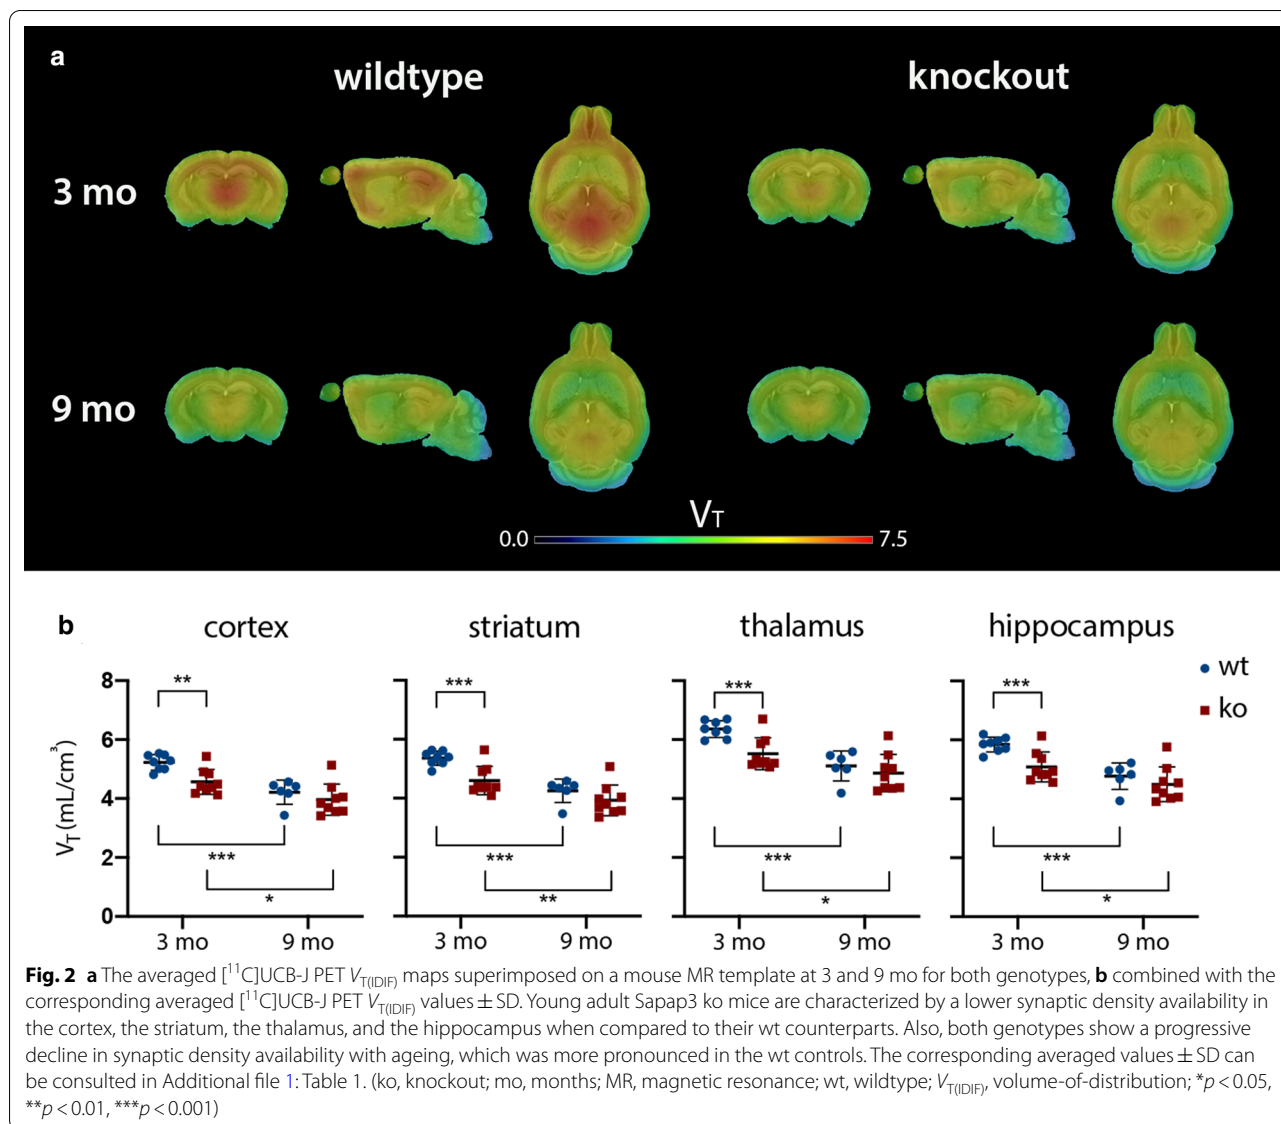 a
wildtype
knockout
3 mo
9 mo
V_T
0.0
7.5
b
cortex
striatum
thalamus
hippocampus
wt
ko
V_T (mL/cm³)
8
6
4
2
0
**
***
***
***
***
***
***
***
*
**
*
*
3 mo 9 mo
3 mo 9 mo
3 mo 9 mo
3 mo 9 mo
Fig. 2 a The averaged [¹¹C]UCB-J PET V_T(IDIF) maps superimposed on a mouse MR template at 3 and 9 mo for both genotypes, b combined with the
corresponding averaged [¹¹C]UCB-J PET V_T(IDIF) values ± SD. Young adult Sapap3 ko mice are characterized by a lower synaptic density availability in
the cortex, the striatum, the thalamus, and the hippocampus when compared to their wt counterparts. Also, both genotypes show a progressive
decline in synaptic density availability with ageing, which was more pronounced in the wt controls. The corresponding averaged values ± SD can
be consulted in Additional file 1: Table 1. (ko, knockout; mo, months; MR, magnetic resonance; wt, wildtype; V_T(IDIF), volume-of-distribution; *p < 0.05,
**p < 0.01, ***p < 0.001)